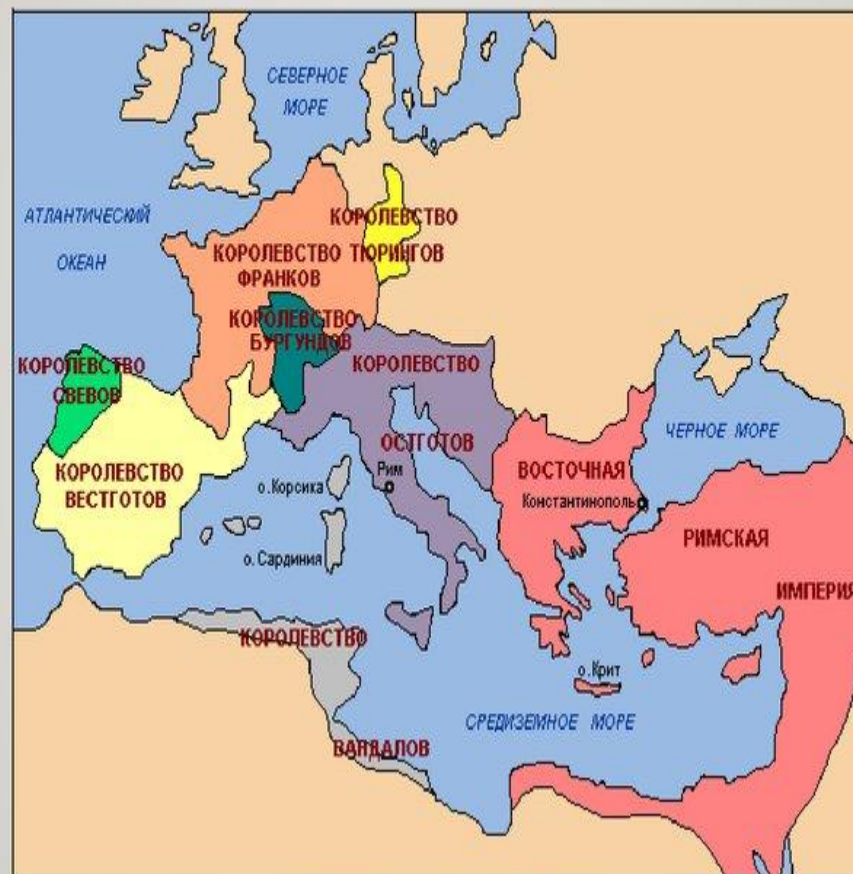 СЕВЕРНОЕ
МОРЕ
АТЛАНТИЧЕСКИЙ
ОКЕАН
КОРОЛЕВСТВО
ТЮРИНГОВ
КОРОЛЕВСТВО
ФРАНКОВ
КОРОЛЕВСТВО
БУРГУНДОВ
КОРОЛЕВСТВО
СВЕВОВ
КОРОЛЕВСТВО
ОСТГОТОВ
ЧЕРНОЕ МОРЕ
КОРОЛЕВСТВО
ВЕСТГОТОВ
Рим
о.Корсика
ВОСТОЧНАЯ
Константинополь
РИМСКАЯ
ИМПЕРИЯ
о.Сардиния
КОРОЛЕВСТВО
ВАНДАЛОВ
о.Крит
СРЕДИЗЕМНОЕ МОРЕ